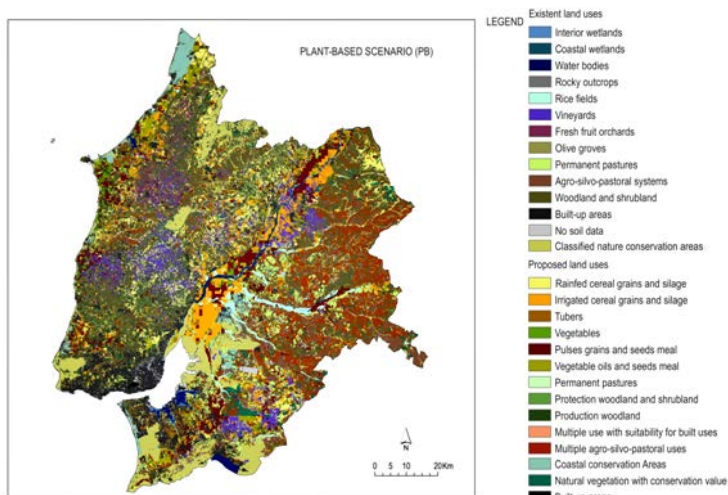 PLANT-BASED SCENARIO (PB)
N
0 5 10 20Km
LEGEND
Existent land uses
Interior wetlands
Coastal wetlands
Water bodies
Rocky outcrops
Rice fields
Vineyards
Fresh fruit orchards
Olive groves
Permanent pastures
Agro-silvo-pastoral systems
Woodland and shrubland
Built-up areas
No soil data
Classified nature conservation areas
Proposed land uses
Rainfed cereal grains and silage
Irrigated cereal grains and silage
Tubers
Vegetables
Pulses grains and seeds meal
Vegetable oils and seeds meal
Permanent pastures
Protection woodland and shrubland
Production woodland
Multiple use with suitability for built uses
Multiple agro-silvo-pastoral uses
Coastal conservation Areas
Natural vegetation with conservation value